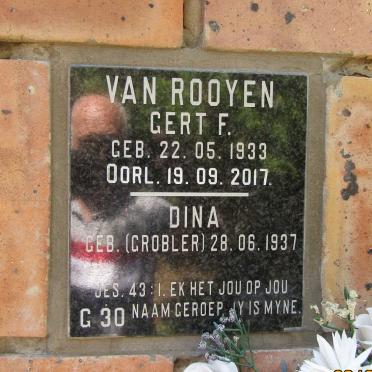 VAN ROOYEN
GERT F.
GEB. 22. 05. 1933
OORL. 19. 09. 2017.
DINA
GEB. (GROBLER) 28. 06. 1937
JES. 43 : 1. EK HET JOU OP JOU
G 30 NAAM GEROEP. JY IS MYNE.